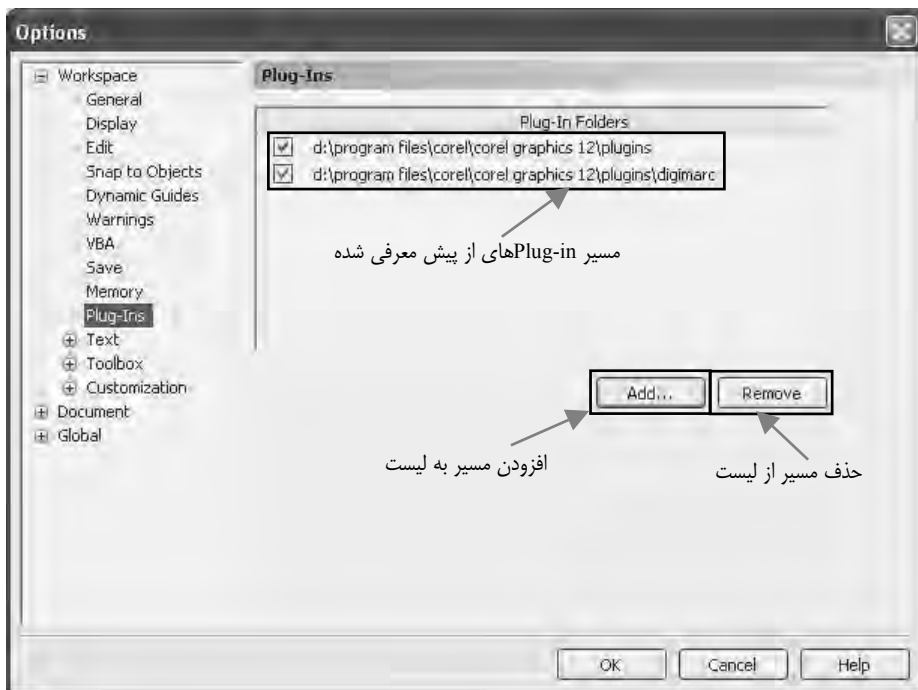 Options
Workspace
General
Display
Edit
Snap to Objects
Dynamic Guides
Warnings
VBA
Save
Memory
Plug-Ins
Text
Toolbox
Customization
Document
Global
Plug-Ins
Plug-In Folders
d:\program files\corel\corel graphics 12\plugins
d:\program files\corel\corel graphics 12\plugins\digimarc
مسیر Plug-inهای از پیش معرفی شده
Add...
Remove
افزودن مسیر به لیست
حذف مسیر از لیست
OK
Cancel
Help